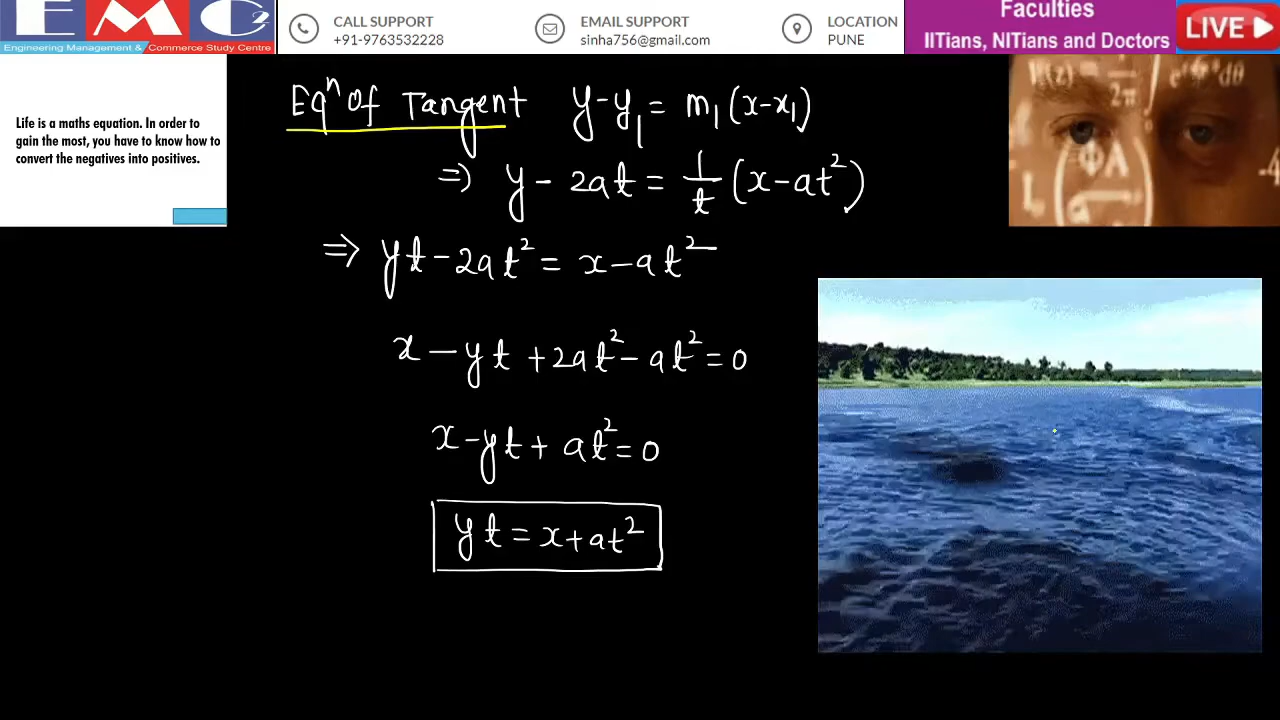 EMC2
Engineering Management & Commerce Study Centre
CALL SUPPORT
+91-9763532228
EMAIL SUPPORT
sinha756@gmail.com
LOCATION
PUNE
Faculties
IITians, NITians and Doctors
LIVE
Life is a maths equation. In order to
gain the most, you have to know how to
convert the negatives into positives.
Eqⁿ Of Tangent y-y₁ = m₁(x-x₁)
⇒ y - 2at = 1/t (x-at²)
⇒ yt - 2at² = x - at²
x - yt + 2at² - at² = 0
x - yt + at² = 0
yt = x + at²